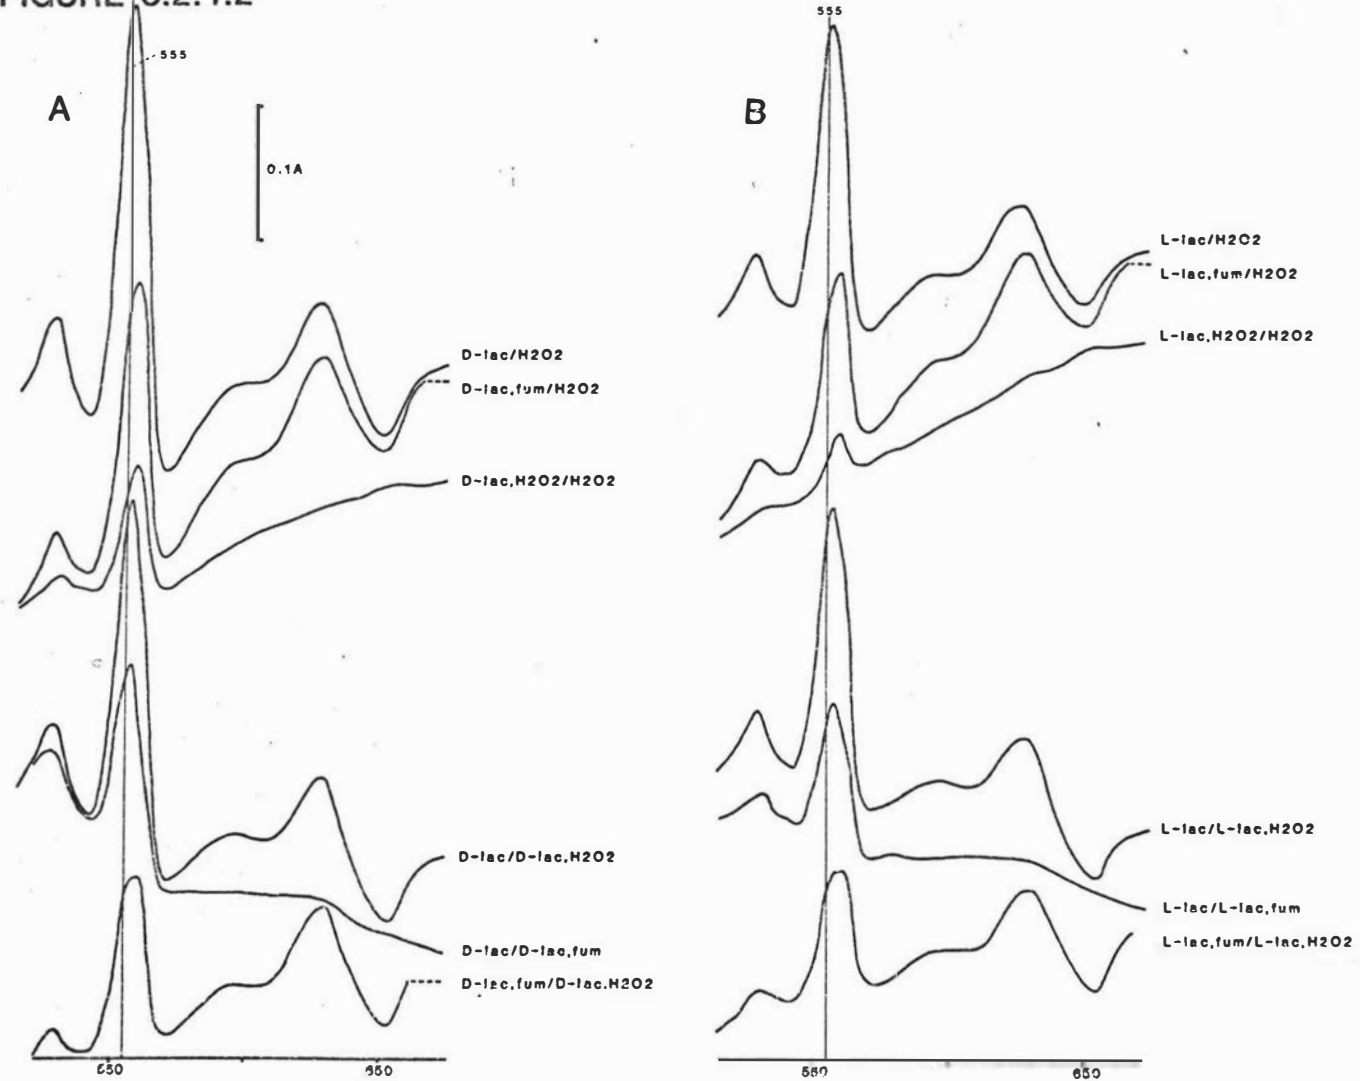 555
555
A
B
0.1A
L-lac/H2O2
L-lac,fum/H2O2
L-lac,H2O2/H2O2
D-lac/H2O2
D-lac,fum/H2O2
D-lac,H2O2/H2O2
L-lac/L-lac,H2O2
D-lac/D-lac,H2O2
L-lac/L-lac,fum
L-lac,fum/L-lac,H2O2
D-lac/D-lac,fum
D-lac,fum/D-lac,H2O2
650
650